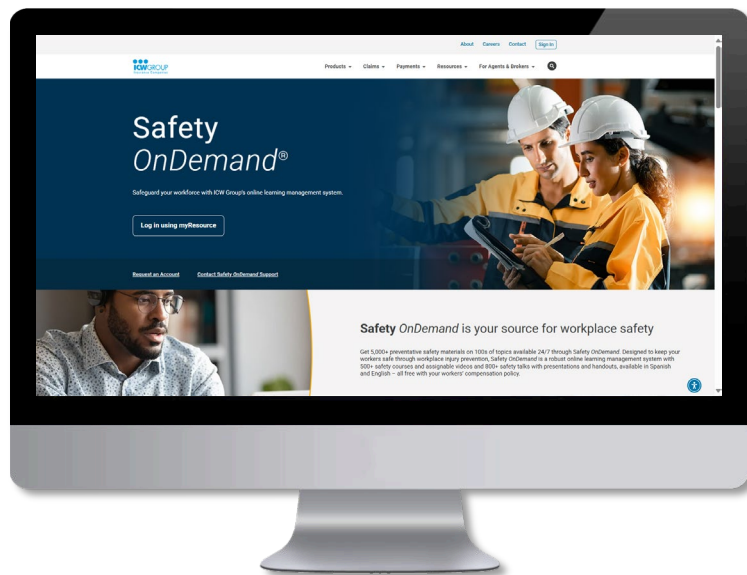 About Careers Contact Sign In
ICWGROUP
Insurance Companies
Products Claims Payments Resources For Agents & Brokers
Safety
OnDemand®
Safeguard your workforce with ICW Group's online learning management system.
Log in using myResource
Request an Account Contact Safety OnDemand Support
Safety OnDemand is your source for workplace safety
Get 5,000+ preventative safety materials on 100s of topics available 24/7 through Safety OnDemand. Designed to keep your
workers safe through workplace injury prevention, Safety OnDemand is a robust online learning management system with
500+ safety courses and assignable videos and 800+ safety talks with presentations and handouts, available in Spanish
and English – all free with your workers' compensation policy.